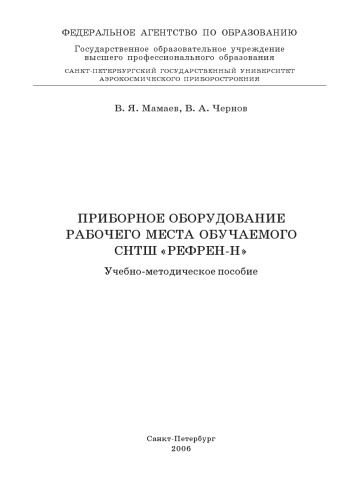 ФЕДЕРАЛЬНОЕ АГЕНТСТВО ПО ОБРАЗОВАНИЮ
Государственное образовательное учреждение
высшего профессионального образования
САНКТ-ПЕТЕРБУРГСКИЙ ГОСУДАРСТВЕННЫЙ УНИВЕРСИТЕТ
АЭРОКОСМИЧЕСКОГО ПРИБОРОСТРОЕНИЯ
В. Я. Мамаев, В. А. Чернов
ПРИБОРНОЕ ОБОРУДОВАНИЕ
РАБОЧЕГО МЕСТА ОБУЧАЕМОГО
СНТШ «РЕФРЕН-Н»
Учебно-методическое пособие
Санкт-Петербург
2006